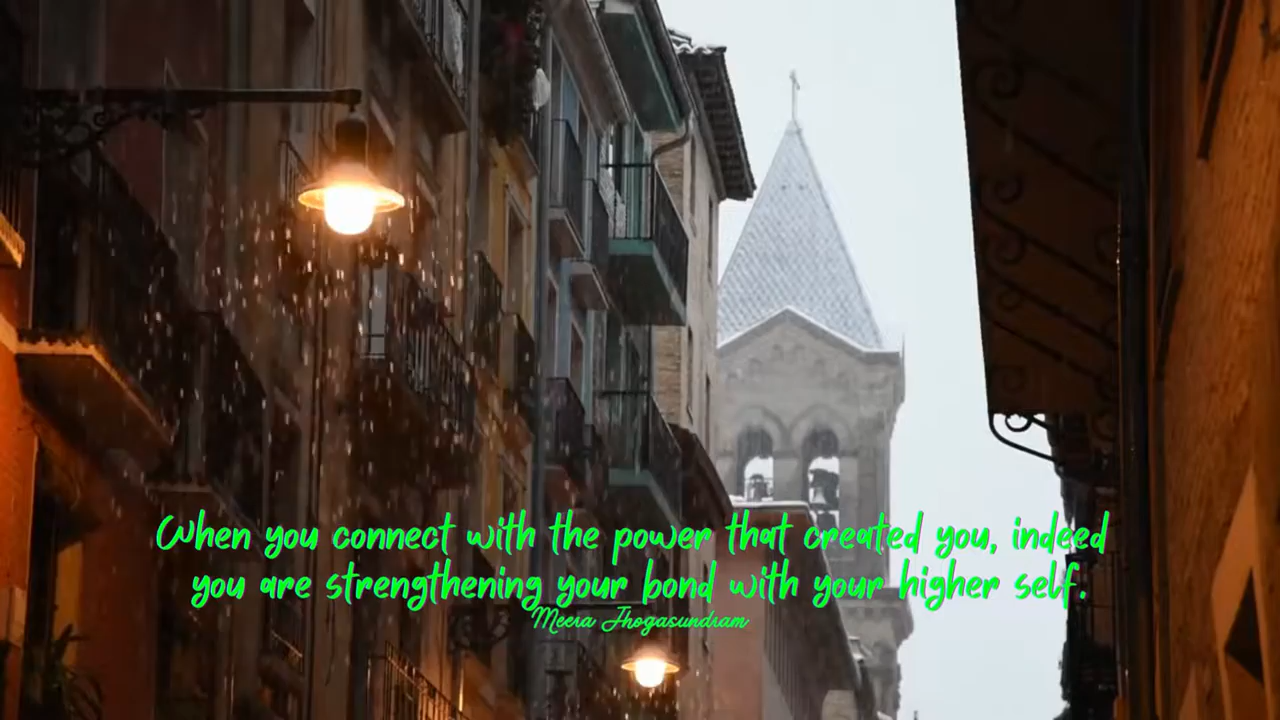 When you connect with the power that created you, indeed
you are strengthening your bond with your higher self.
Meera Jhogasundram